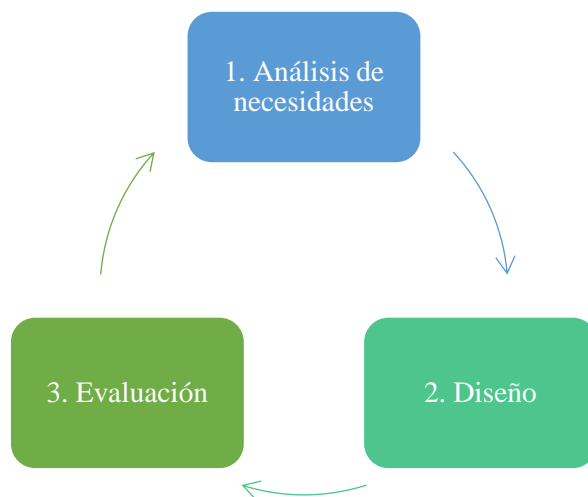 1. Análisis de
necesidades
2. Diseño
3. Evaluación